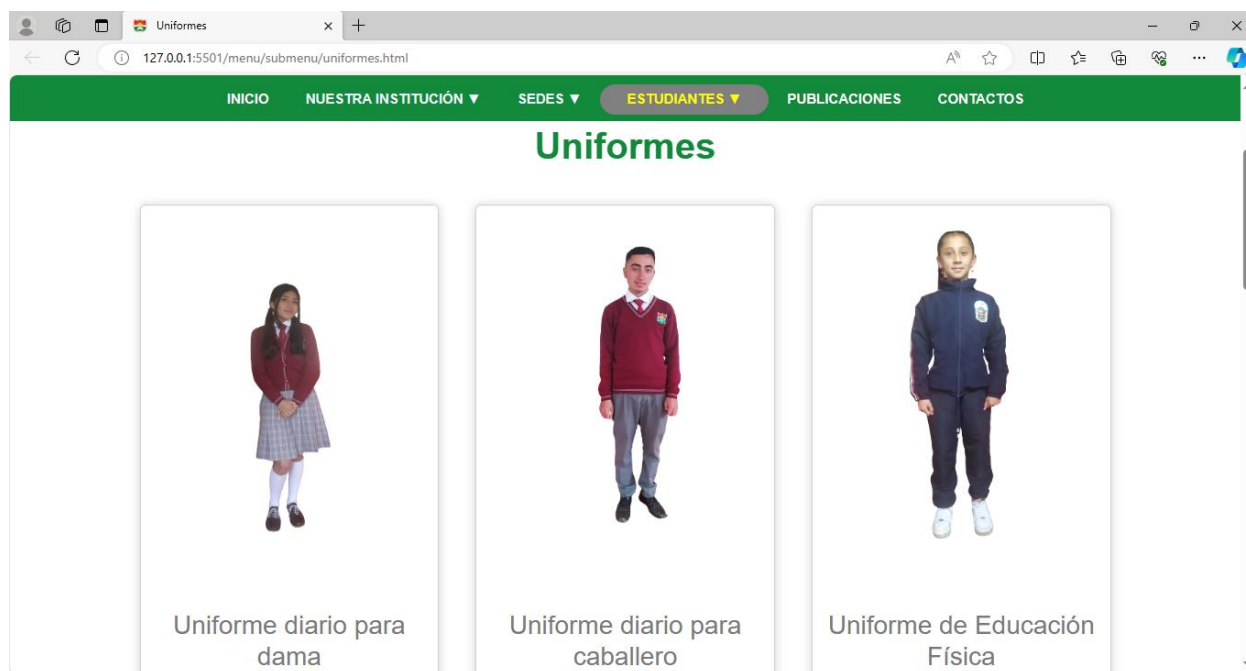 Uniformes
127.0.0.1:5501/menu/submenu/uniformes.html
INICIO NUESTRA INSTITUCIÓN ▼ SEDES ▼ ESTUDIANTES ▼ PUBLICACIONES CONTACTOS
Uniformes
Uniforme diario para
dama
Uniforme diario para
caballero
Uniforme de Educación
Física